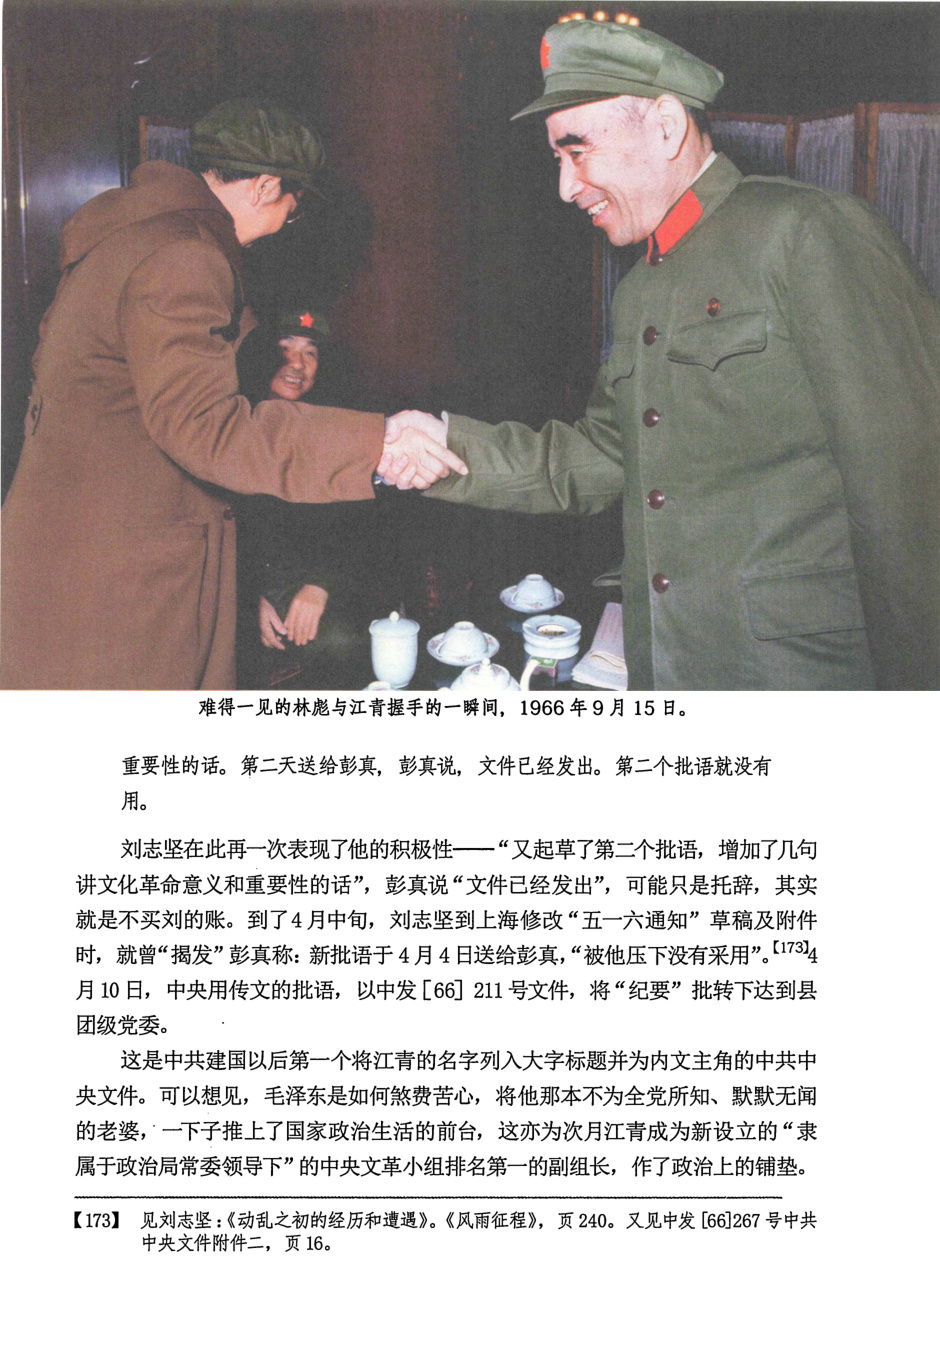 难得一见的林彪与江青握手的一瞬间，1966 年 9 月 15 日。
重要性的话。第二天送给彭真，彭真说，文件已经发出。第二个批语就没有
用。
刘志坚在此再一次表现了他的积极性——“又起草了第二个批语，增加了几句
讲文化革命意义和重要性的话”，彭真说“文件已经发出”，可能只是托辞，其实
就是不买刘的账。到了4月中旬，刘志坚到上海修改“五一六通知”草稿及附件
时，就曾“揭发”彭真称：新批语于 4 月 4 日送给彭真，“被他压下没有采用”。【173】4
月 10 日，中央用传文的批语，以中发［66］211 号文件，将“纪要”批转下达到县
团级党委。
这是中共建国以后第一个将江青的名字列入大字标题并为内文主角的中共中
央文件。可以想见，毛泽东是如何煞费苦心，将他那本不为全党所知、默默无闻
的老婆，一下子推上了国家政治生活的前台，这亦为次月江青成为新设立的“隶
属于政治局常委领导下”的中央文革小组排名第一的副组长，作了政治上的铺垫。
【173】 见刘志坚：《动乱之初的经历和遭遇》。《风雨征程》，页 240。又见中发 [66]267 号中共
中央文件附件二，页 16。